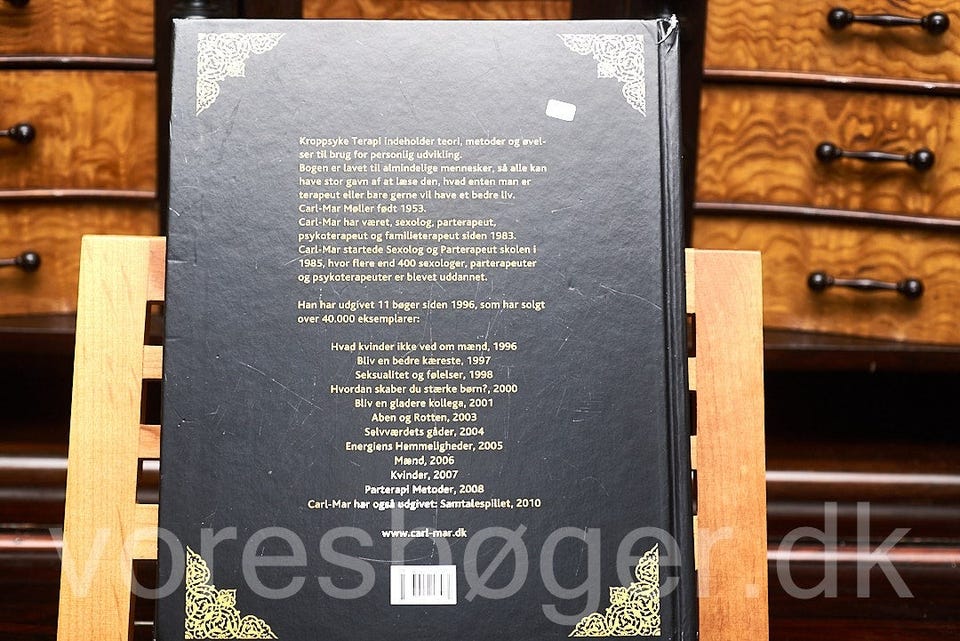 Kroppsyke Terapi indeholder teori, metoder og øvel-
ser til brug for personlig udvikling.
Bogen er lavet til almindelige mennesker, så alle kan
have stor gavn af at læse den, hvad enten man er
terapeut eller bare gerne vil have et bedre liv.
Carl-Mar Møller født 1953.
Carl-Mar har været, sexolog, parterapeut,
psykoterapeut og familieterapeut siden 1983.
Carl-Mar startede Sexolog og Parterapeut skolen i
1985, hvor flere end 400 sexologer, parterapeuter
og psykoterapeuter er blevet uddannet.
Han har udgivet 11 bøger siden 1996, som har solgt
over 40.000 eksemplarer:
Hvad kvinder ikke ved om mænd, 1996
Bliv en bedre kæreste, 1997
Seksualitet og følelser, 1998
Hvordan skaber du stærke børn?, 2000
Bliv en gladere kollega, 2001
Aben og Rotten, 2003
Selvværdets gåder, 2004
Energiens Hemmeligheder, 2005
Mænd, 2006
Kvinder, 2007
Parterapi Metoder, 2008
Carl-Mar har også udgivet: Samtalespillet, 2010
www.carl-mar.dk
voresbøger.dk